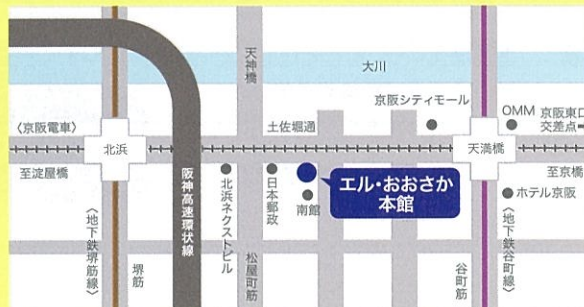 天神橋
大川
京阪シティモール
OMM
京阪東口
交差点
〈京阪電車〉
北浜
土佐堀通
天満橋
至淀屋橋
至京橋
阪神高速環状線
北浜ネクストビル
日本郵政
南館
エル・おおさか
本館
ホテル京阪
〈地下鉄堺筋線〉
堺筋
松屋町筋
谷町筋
〈地下鉄谷町線〉